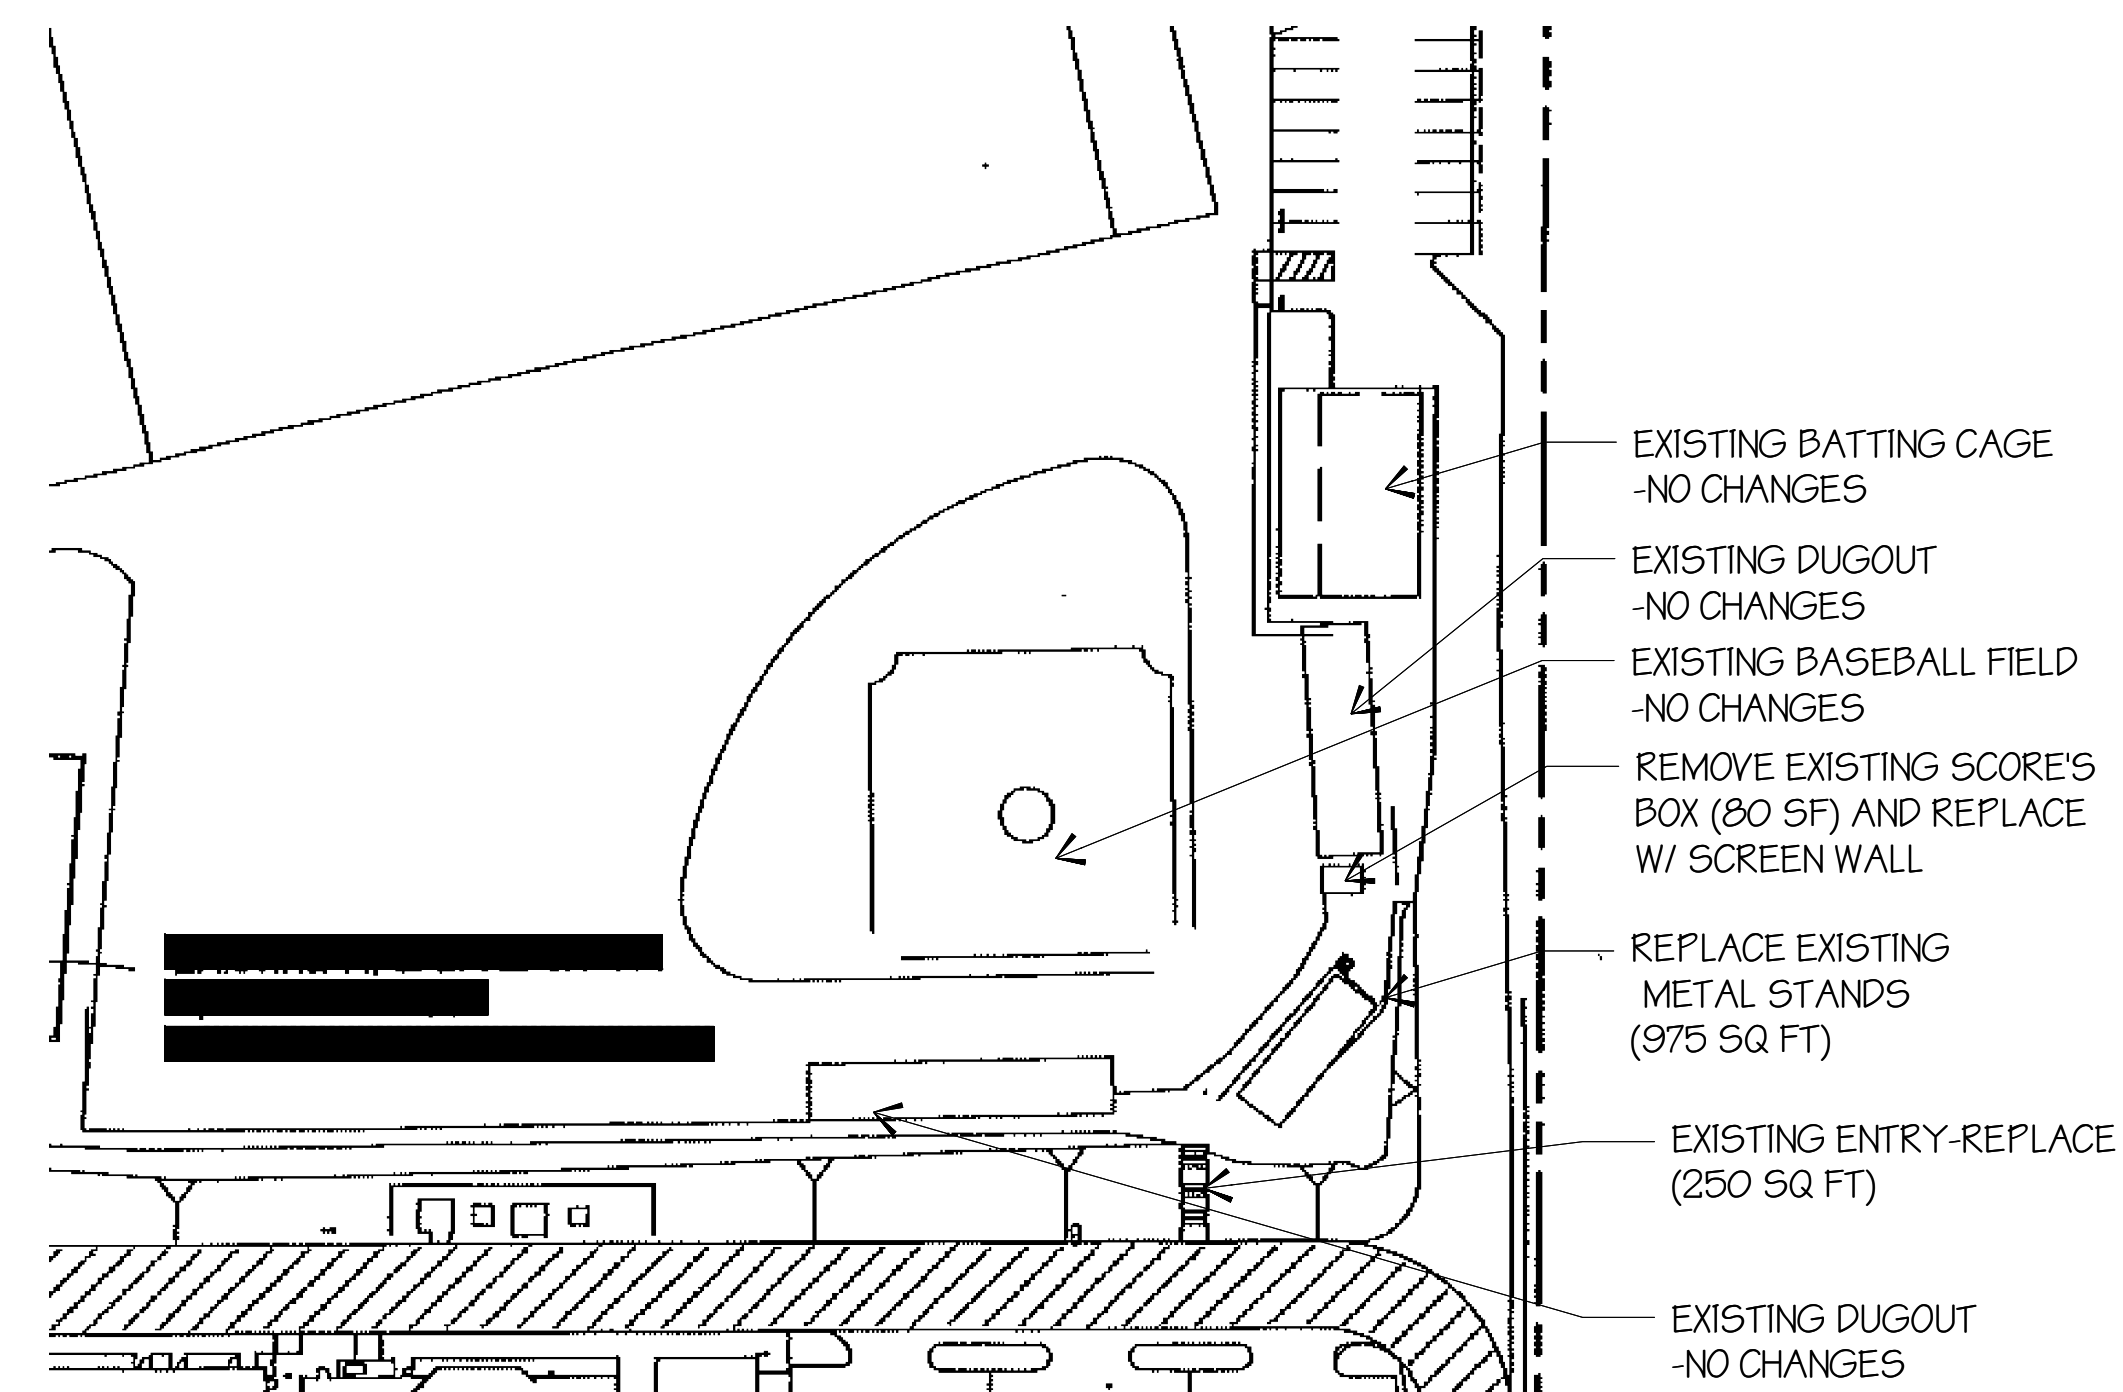 EXISTING BATTING CAGE
-NO CHANGES
EXISTING DUGOUT
-NO CHANGES
EXISTING BASEBALL FIELD
-NO CHANGES
REMOVE EXISTING SCORE'S
BOX (80 SF) AND REPLACE
W/ SCREEN WALL
REPLACE EXISTING
METAL STANDS
(975 SQ FT)
EXISTING ENTRY-REPLACE
(250 SQ FT)
EXISTING DUGOUT
-NO CHANGES